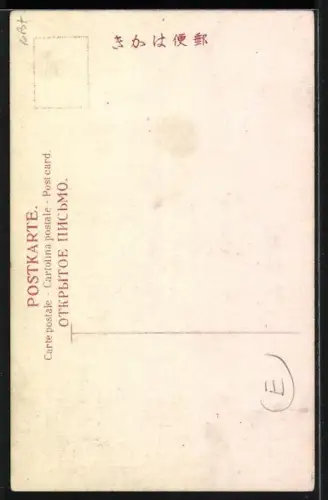 郵便はかき
POSTKARTE.
Carte postale - Cartolina postale - Post card.
ОТКРЫТОЕ ПИСЬМО.
E